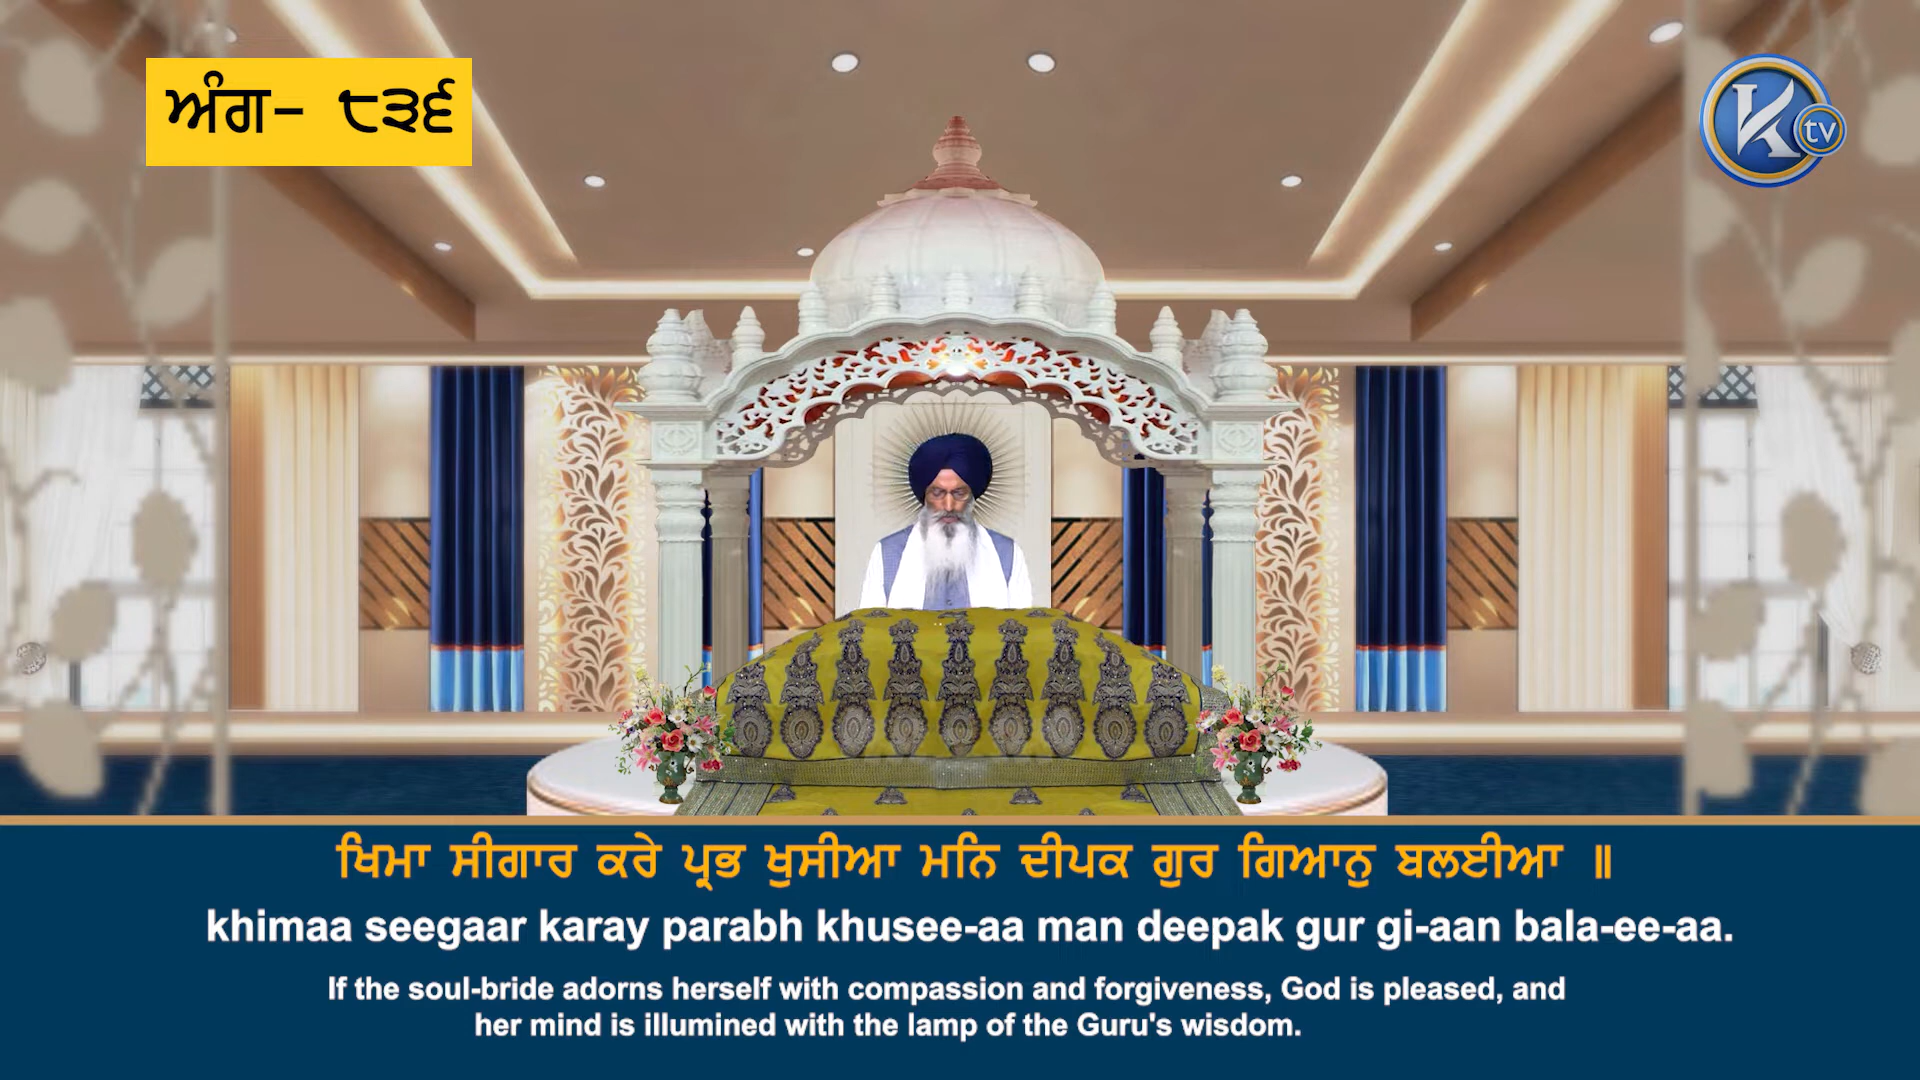 ਅੰਗ- ੮੩੬
K tv
ਖਿਮਾ ਸੀਗਾਰ ਕਰੇ ਪ੍ਰਭ ਖੁਸੀਆ ਮਨਿ ਦੀਪਕ ਗੁਰ ਗਿਆਨੁ ਬਲਈਆ ॥
khimaa seegaar karay parabh khusee-aa man deepak gur gi-aan bala-ee-aa.
If the soul-bride adorns herself with compassion and forgiveness, God is pleased, and
her mind is illumined with the lamp of the Guru's wisdom.